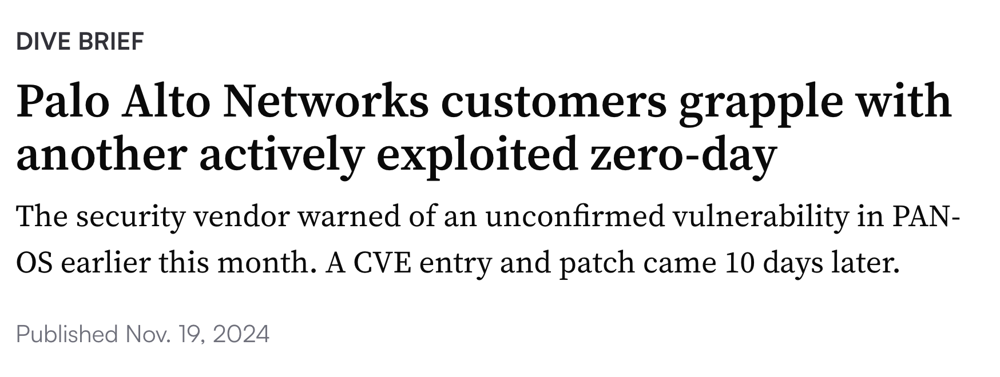 DIVE BRIEF
Palo Alto Networks customers grapple with
another actively exploited zero-day
The security vendor warned of an unconfirmed vulnerability in PAN-
OS earlier this month. A CVE entry and patch came 10 days later.
Published Nov. 19, 2024